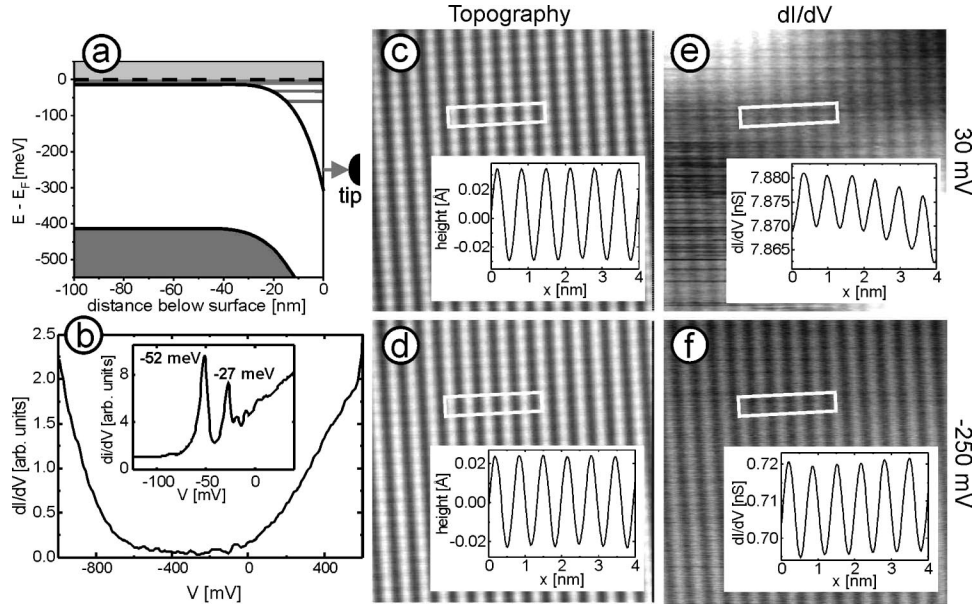 Topography
dI/dV
a
E - E_F [meV]
0
-100
-200
-300
-400
-500
tip
-100
-80
-60
-40
-20
0
distance below surface [nm]
b
dI/dV [arb. units]
2.5
2.0
1.5
1.0
0.5
0.0
-800
-400
0
400
V [mV]
-52 meV
-27 meV
di/dV [arb. units]
8
4
0
-100
-50
0
V [mV]
c
height [Å]
0.02
0.00
-0.02
0
1
2
3
4
x [nm]
e
dI/dV [nS]
7.880
7.865
0
1
2
3
4
x [nm]
30 mV
d
height [Å]
0.02
0.00
-0.02
0
1
2
3
4
x [nm]
f
dI/dV [nS]
0.72
0.71
0.70
0
1
2
3
4
x [nm]
-250 mV